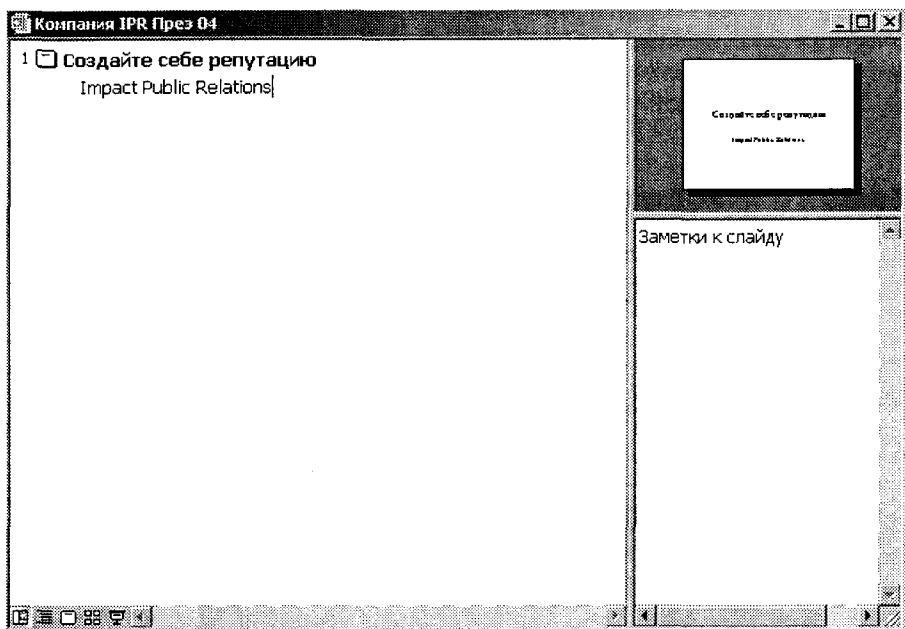 Компания IPR През 04
1 Создайте себе репутацию
Impact Public Relations
Создайте себе репутацию
Impact Public Relations
Заметки к слайду